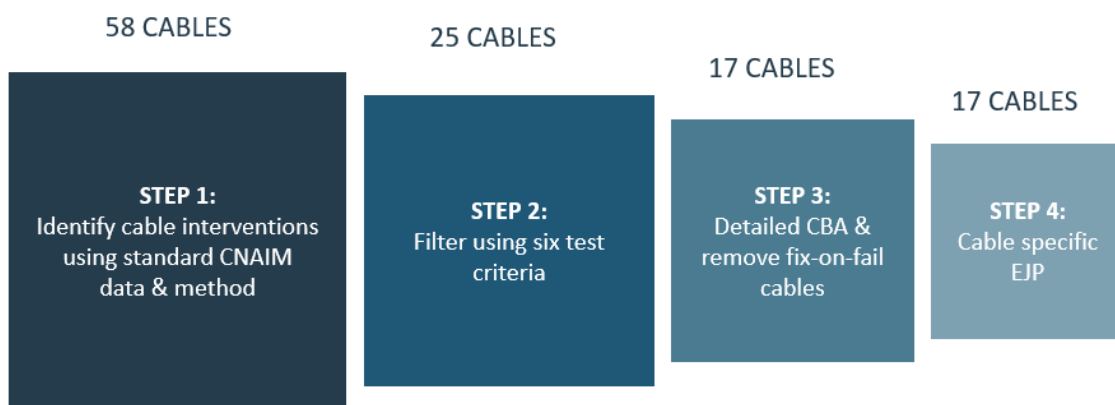 58 CABLES
25 CABLES
17 CABLES
17 CABLES
STEP 1:
Identify cable interventions
using standard CNAIM
data & method
STEP 2:
Filter using six test
criteria
STEP 3:
Detailed CBA &
remove fix-on-fail
cables
STEP 4:
Cable specific
EJP